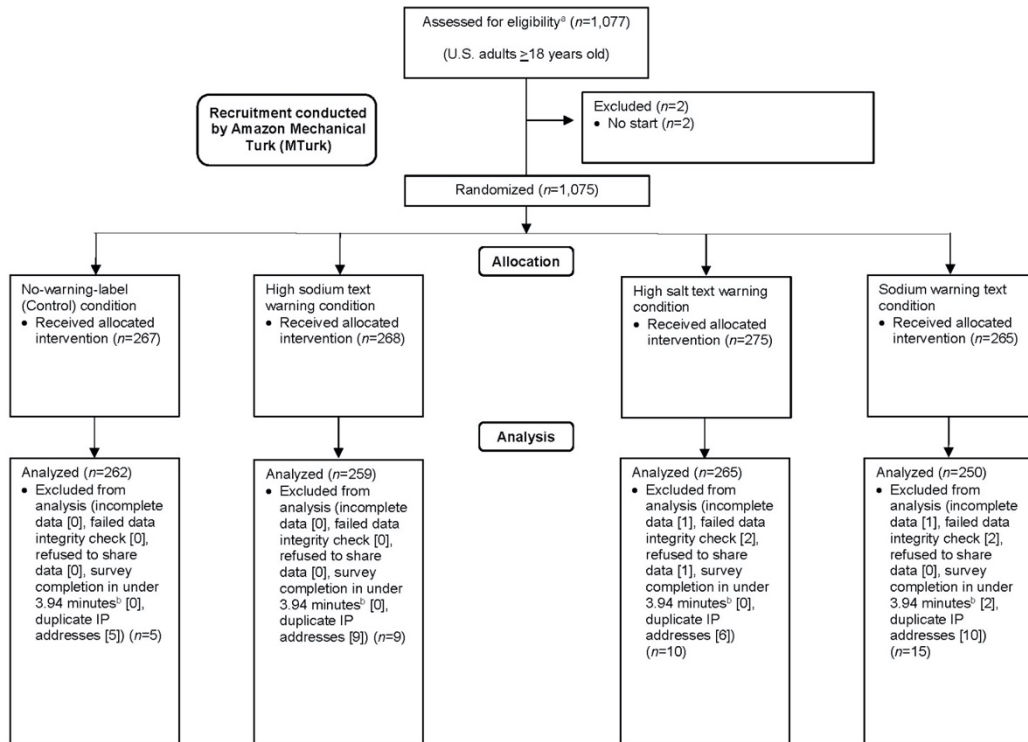 Assessed for eligibilityᵃ (n=1,077)
(U.S. adults ≥18 years old)
Recruitment conducted
by Amazon Mechanical
Turk (MTurk)
Excluded (n=2)
• No start (n=2)
Randomized (n=1,075)
Allocation
No-warning-label
(Control) condition
• Received allocated
intervention (n=267)
High sodium text
warning condition
• Received allocated
intervention (n=268)
High salt text warning
condition
• Received allocated
intervention (n=275)
Sodium warning text
condition
• Received allocated
intervention (n=265)
Analysis
Analyzed (n=262)
• Excluded from
analysis (incomplete
data [0], failed data
integrity check [0],
refused to share
data [0], survey
completion in under
3.94 minutesᵇ [0],
duplicate IP
addresses [5]) (n=5)
Analyzed (n=259)
• Excluded from
analysis (incomplete
data [0], failed data
integrity check [0],
refused to share
data [0], survey
completion in under
3.94 minutesᵇ [0],
duplicate IP
addresses [9]) (n=9)
Analyzed (n=265)
• Excluded from
analysis (incomplete
data [1], failed data
integrity check [2],
refused to share
data [1], survey
completion in under
3.94 minutesᵇ [0],
duplicate IP
addresses [6])
(n=10)
Analyzed (n=250)
• Excluded from
analysis (incomplete
data [1], failed data
integrity check [2],
refused to share
data [0], survey
completion in under
3.94 minutesᵇ [2],
duplicate IP
addresses [10])
(n=15)